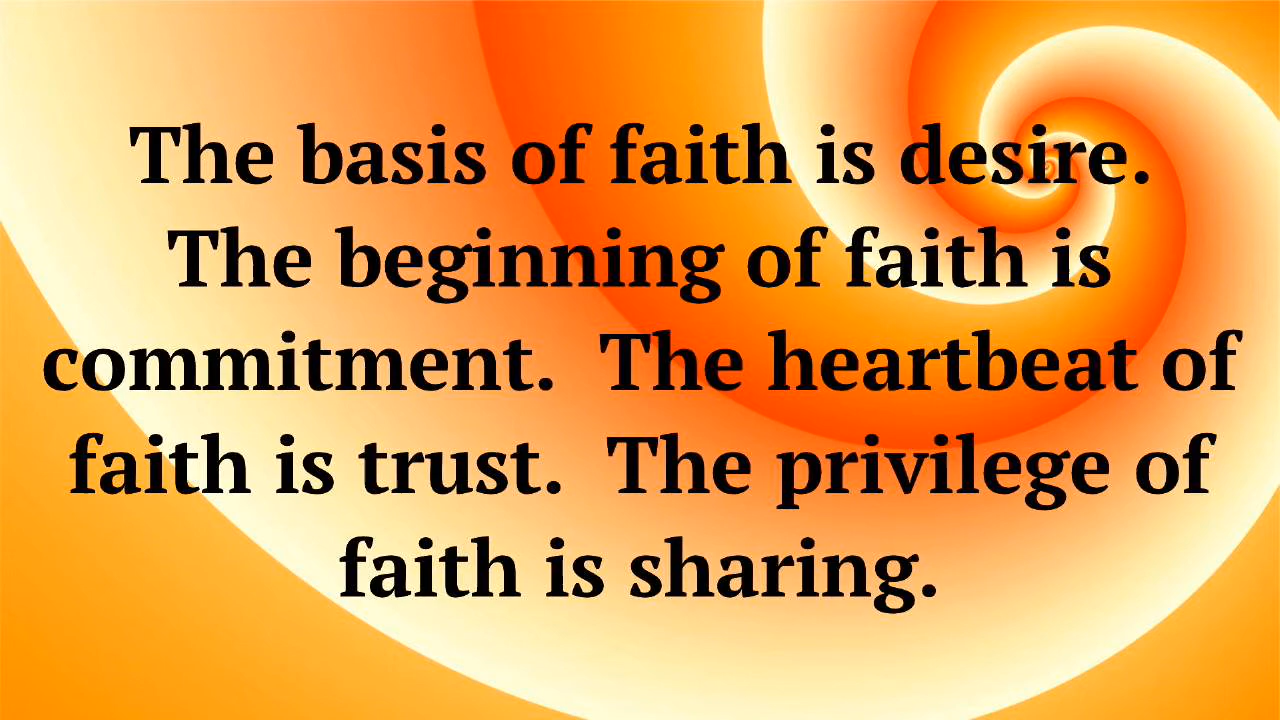 The basis of faith is desire.
The beginning of faith is
commitment.  The heartbeat of
faith is trust.  The privilege of
faith is sharing.